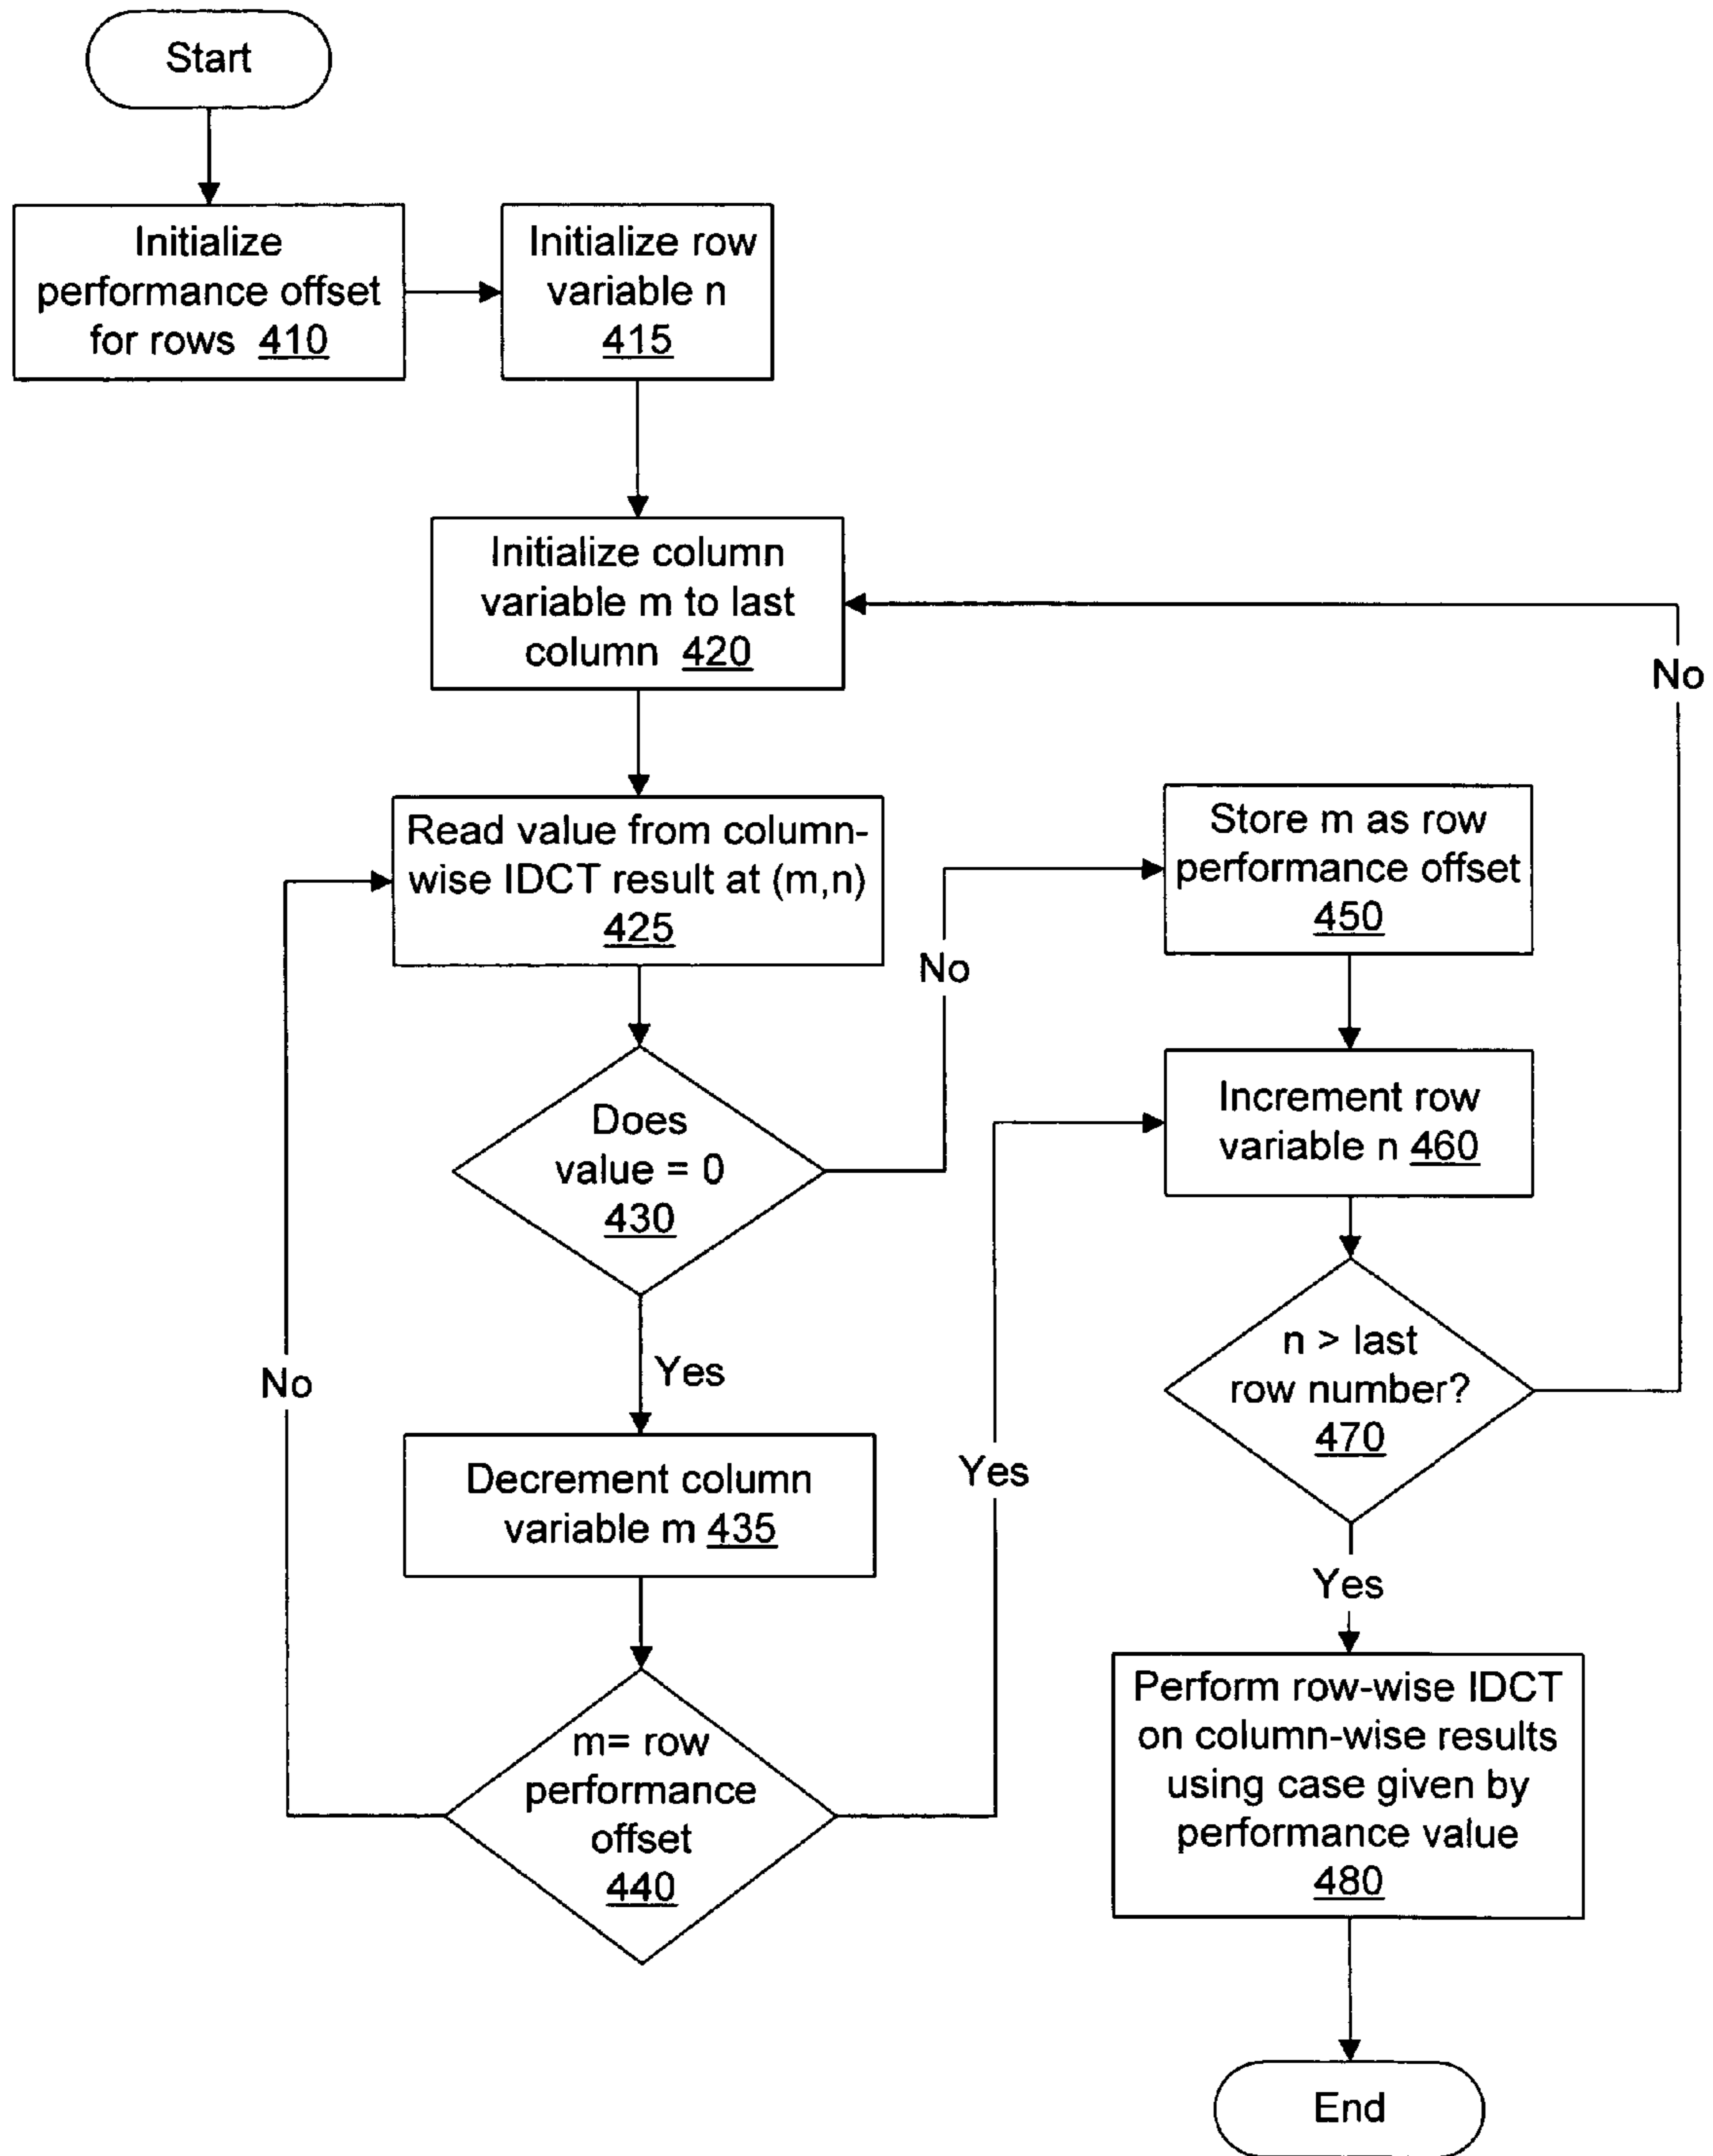 Start
Initialize
performance offset
for rows 410
Initialize row
variable n
415
Initialize column
variable m to last
column 420
No
Read value from column-
wise IDCT result at (m,n)
425
Store m as row
performance offset
450
No
Does
value = 0
430
Increment row
variable n 460
Yes
No
n > last
row number?
470
Decrement column
variable m 435
Yes
Yes
m= row
performance
offset
440
Perform row-wise IDCT
on column-wise results
using case given by
performance value
480
End